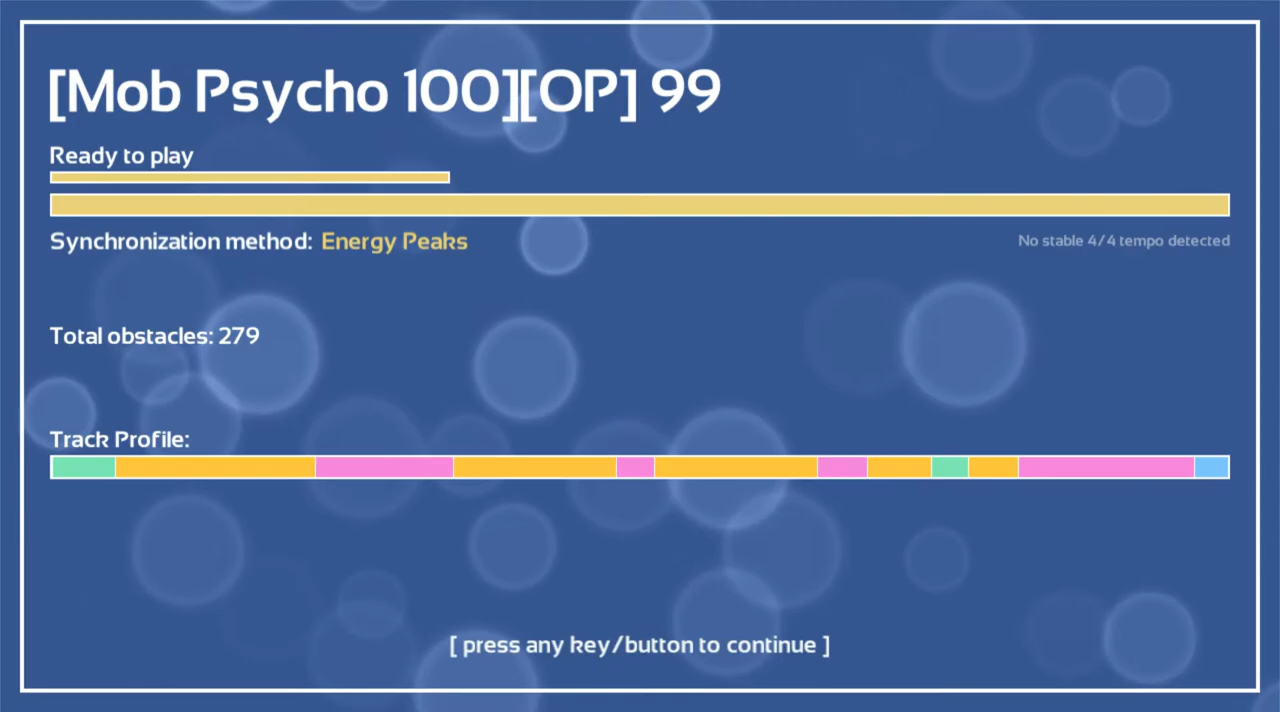 [Mob Psycho 100][OP] 99
Ready to play
Synchronization method: Energy Peaks
No stable 4/4 tempo detected
Total obstacles: 279
Track Profile:
[ press any key/button to continue ]